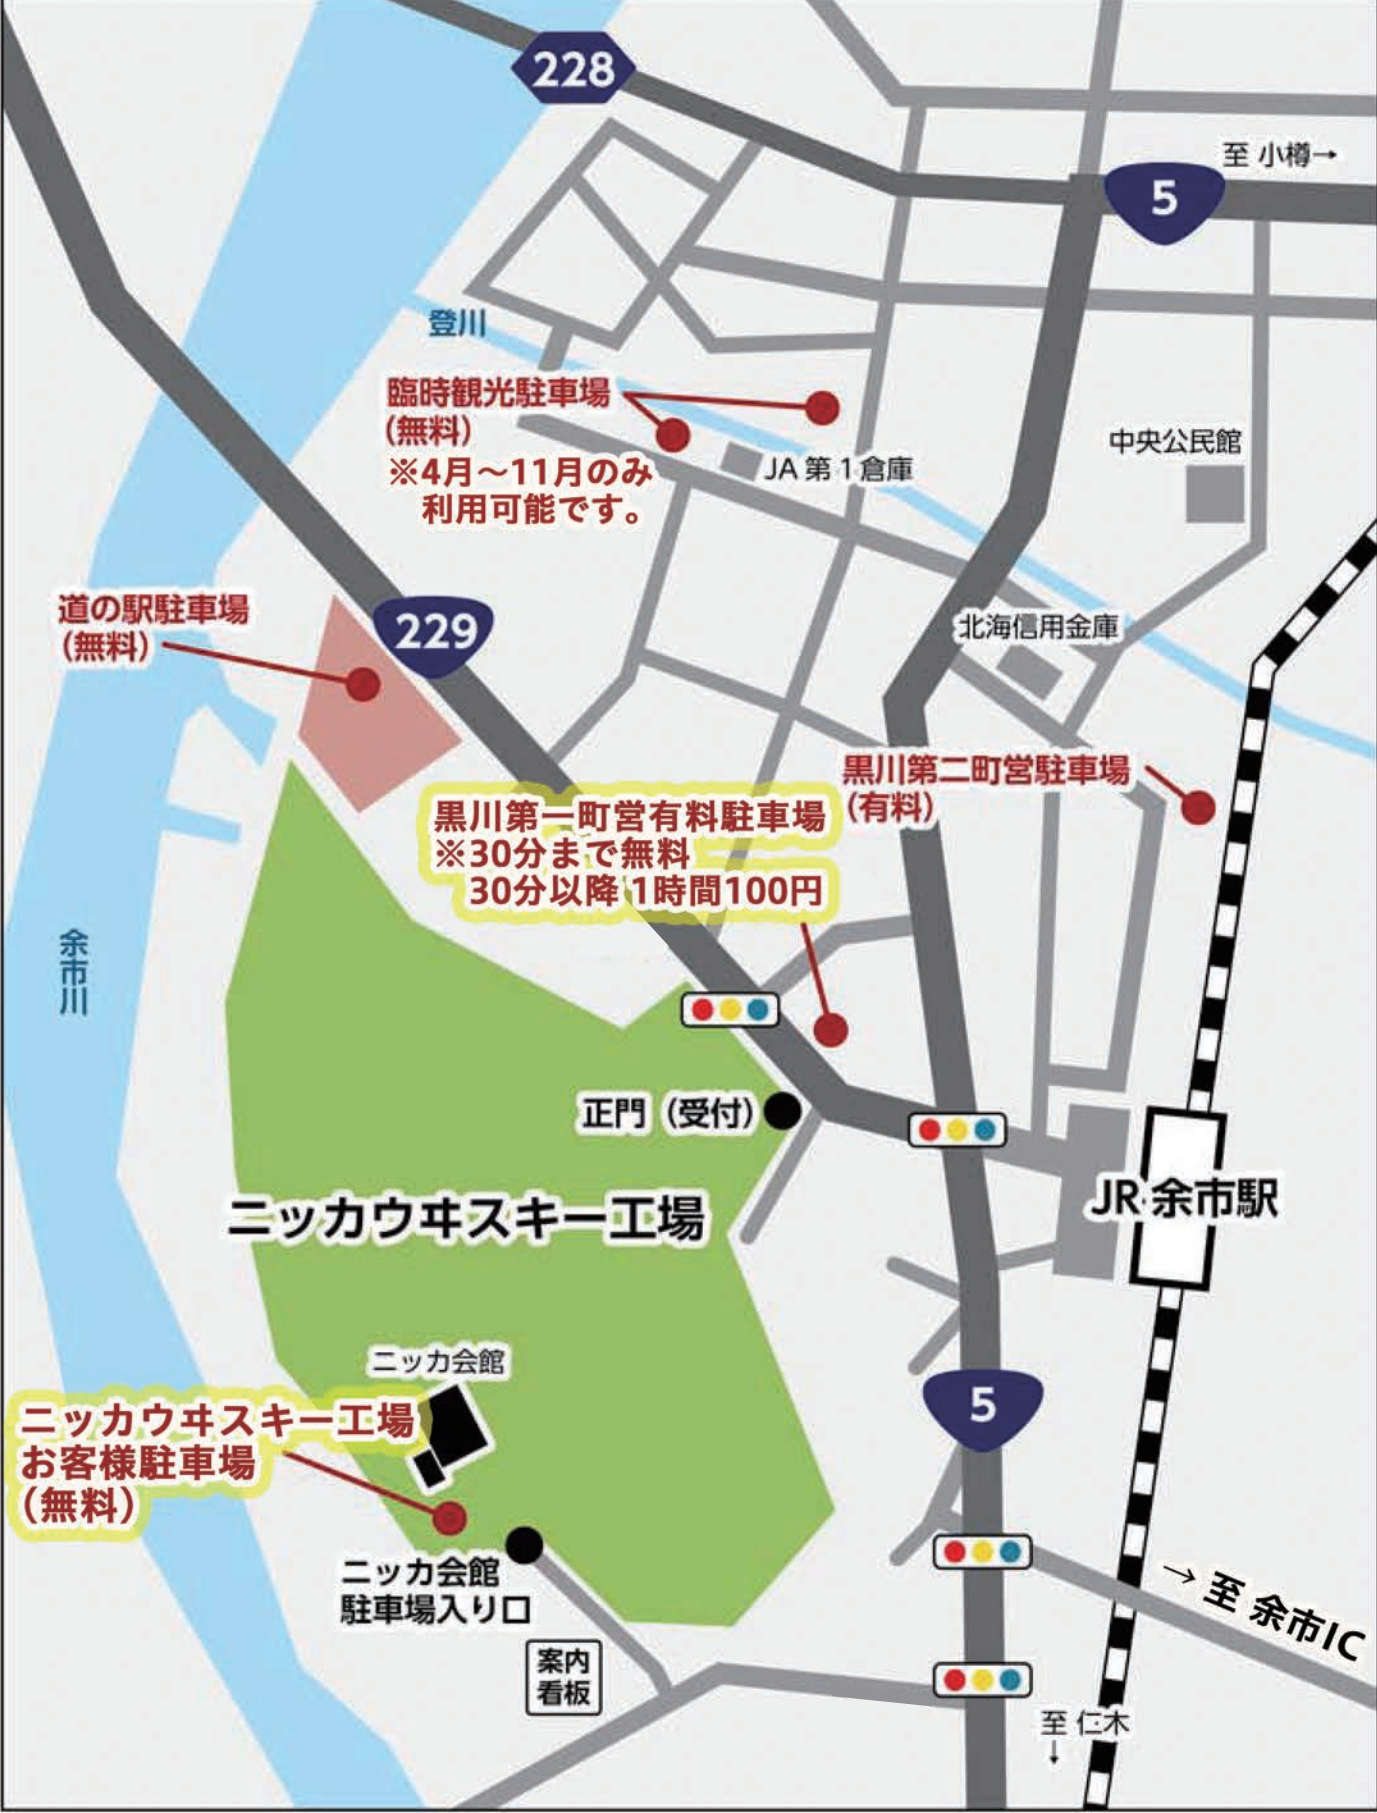 228
至 小樽→
5
登川
臨時観光駐車場
(無料)
※4月～11月のみ
利用可能です。
JA 第1倉庫
中央公民館
道の駅駐車場
(無料)
229
北海信用金庫
黒川第二町営駐車場
(有料)
黒川第一町営有料駐車場
※30分まで無料
30分以降 1時間100円
余市川
正門（受付）
JR 余市駅
ニッカウヰスキー工場
ニッカ会館
5
ニッカウヰスキー工場
お客様駐車場
(無料)
ニッカ会館
駐車場入り口
→ 至 余市IC
案内
看板
至 仁木
↓